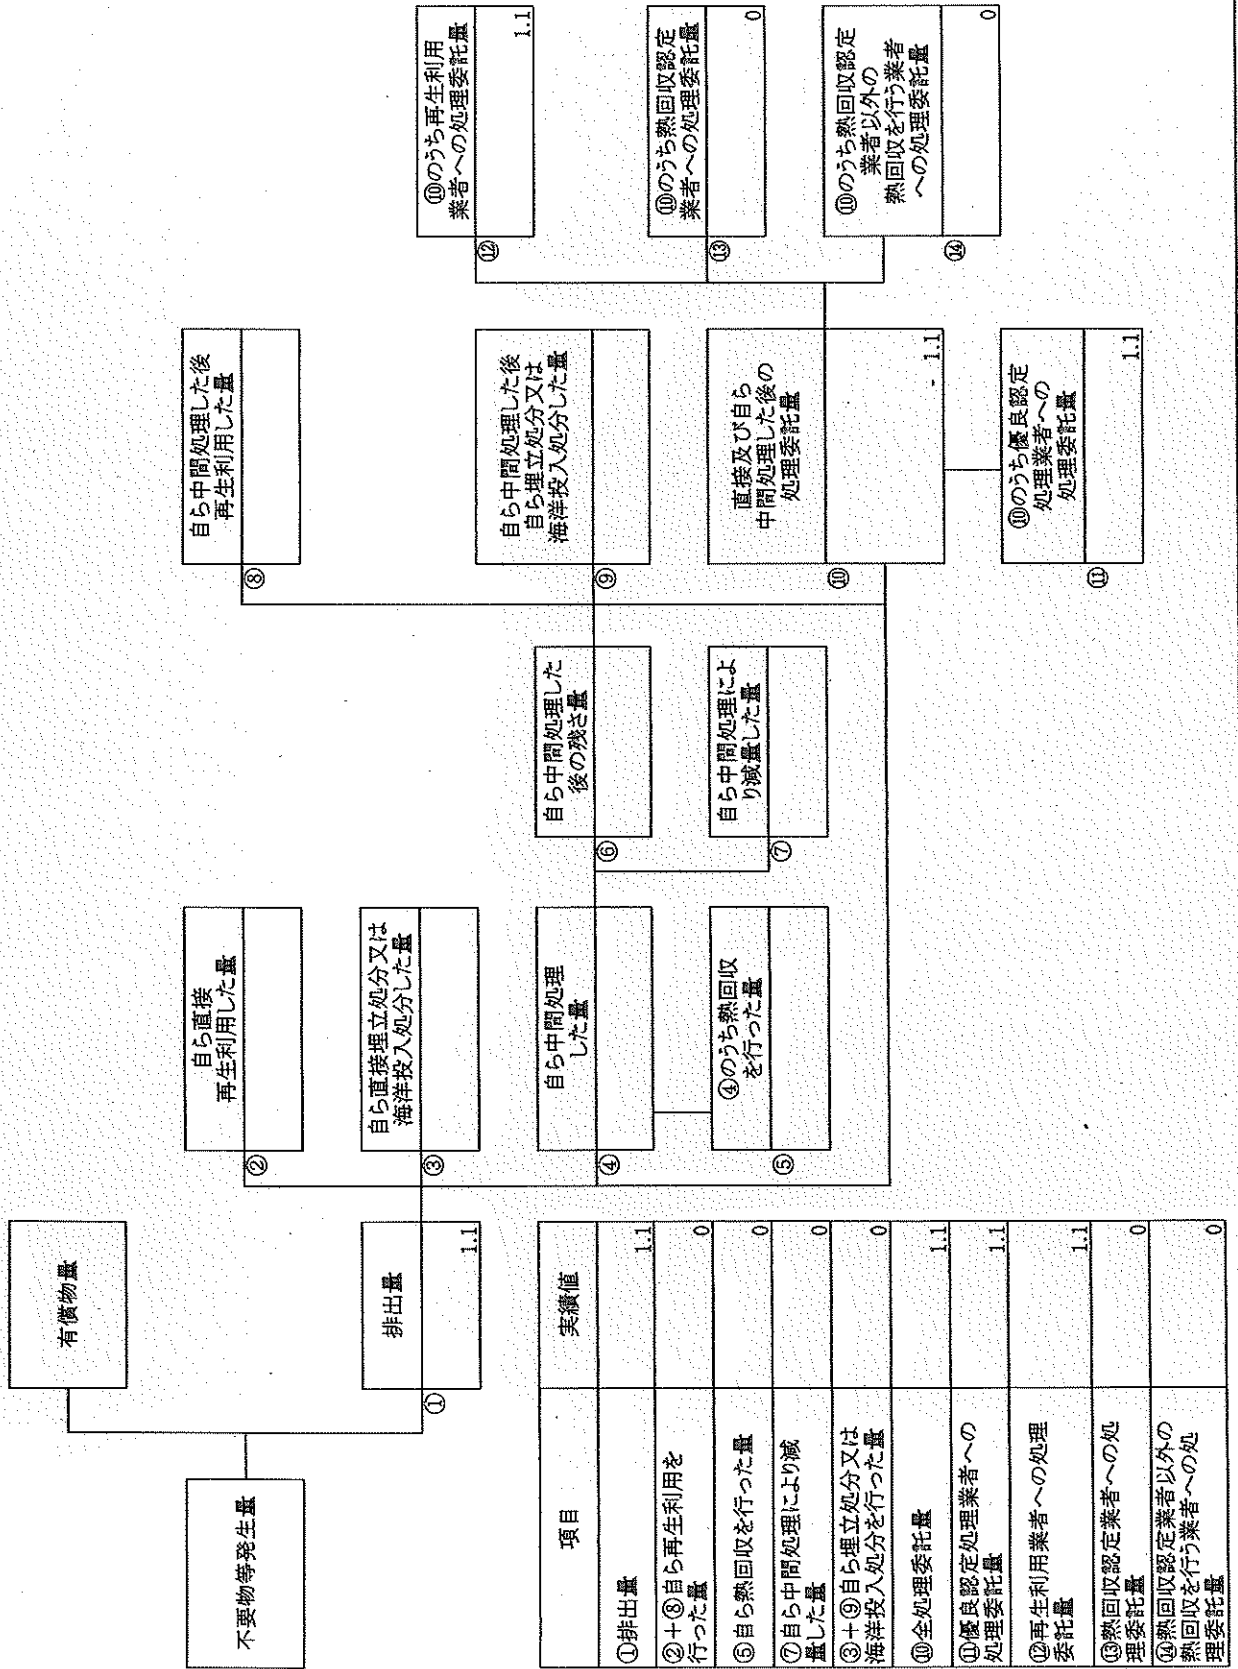 不要物等発生量
有償物量
排出量
①
1.1
自ら直接
再生利用した量
②
自ら直接埋立処分又は
海洋投入処分した量
③
自ら中間処理
した量
④
④のうち熱回収
を行った量
⑤
自ら中間処理した
後の残さ量
⑥
自ら中間処理によ
り減量した量
⑦
自ら中間処理した後
再生利用した量
⑧
自ら中間処理した後
自ら埋立処分又は
海洋投入処分した量
⑨
直接及び自ら
中間処理した後の
処理委託量
⑩
1.1
⑩のうち優良認定
処理業者への
処理委託量
⑪
1.1
⑩のうち再生利用
業者への処理委託量
⑫
1.1
⑩のうち熱回収認定
業者への処理委託量
⑬
0
⑩のうち熱回収認定
業者以外の
熱回収を行う業者
への処理委託量
⑭
0
項目 実績値
①排出量 1.1
②+⑧自ら再生利用を
行った量 0
⑤自ら熱回収を行った量 0
⑦自ら中間処理により減
量した量 0
③+⑨自ら埋立処分又は
海洋投入処分を行った量 0
⑩全処理委託量 1.1
⑪優良認定処理業者への
処理委託量 1.1
⑫再生利用業者への処理
委託量 1.1
⑬熱回収認定業者への処
理委託量 0
⑭熱回収認定業者以外の
熱回収を行う業者への処
理委託量 0